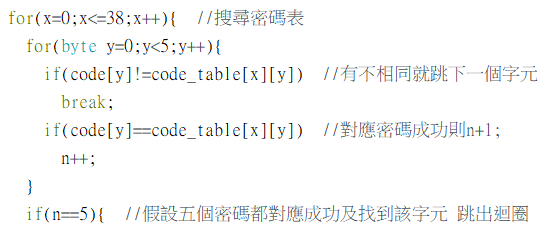 for(x=0;x<=38;x++){  //搜尋密碼表
  for(byte y=0;y<5;y++){
    if(code[y]!=code_table[x][y])  //有不相同就跳下一個字元
      break;
    if(code[y]==code_table[x][y])  //對應密碼成功則n+1;
      n++;
  }
  if(n==5){  //假設五個密碼都對應成功及找到該字元 跳出迴圈